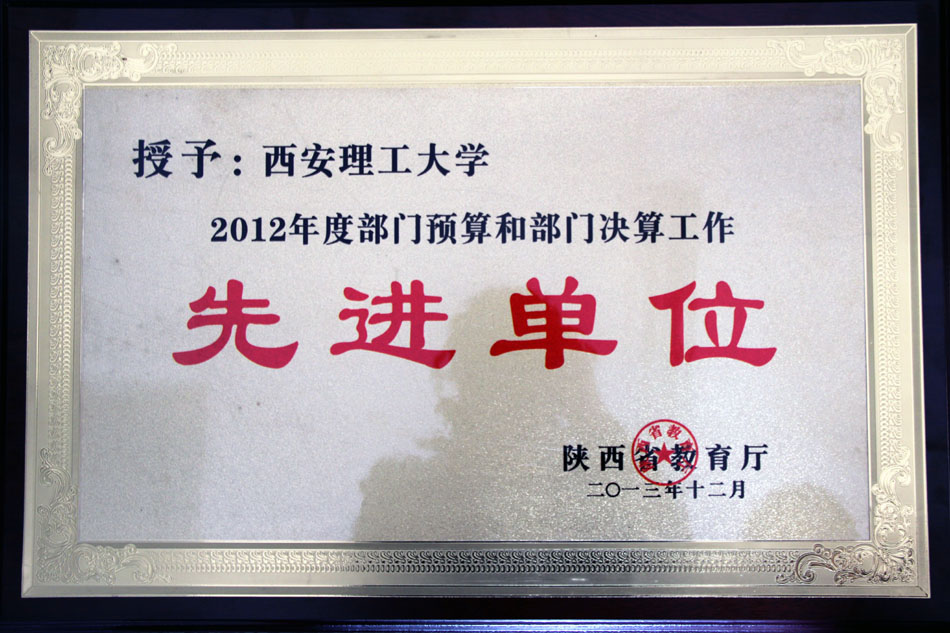 授予：西安理工大学
2012年度部门预算和部门决算工作
先进单位
陕西省教育厅
二〇一三年十二月